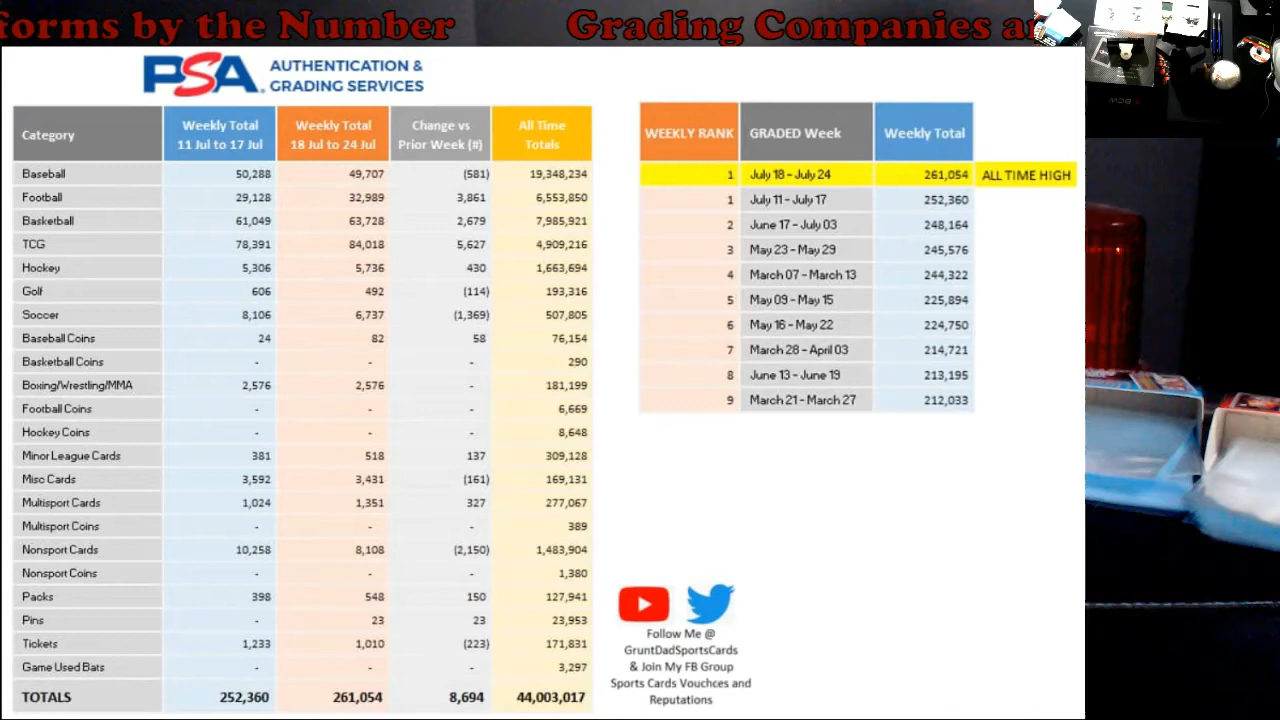 forms by the Number Grading Companies a
PSA AUTHENTICATION &
GRADING SERVICES
Category Weekly Total 11 Jul to 17 Jul Weekly Total 18 Jul to 24 Jul Change vs Prior Week (#) All Time Totals
Baseball 50,288 49,707 (581) 19,348,234
Football 29,128 32,989 3,861 6,553,850
Basketball 61,049 63,728 2,679 7,985,921
TCG 78,391 84,018 5,627 4,909,216
Hockey 5,306 5,736 430 1,663,694
Golf 606 492 (114) 193,316
Soccer 8,106 6,737 (1,369) 507,805
Baseball Coins 24 82 58 76,154
Basketball Coins - - - 290
Boxing/Wrestling/MMA 2,576 2,576 - 181,199
Football Coins - - - 6,669
Hockey Coins - - - 8,648
Minor League Cards 381 518 137 309,128
Misc Cards 3,592 3,431 (161) 169,131
Multisport Cards 1,024 1,351 327 277,067
Multisport Coins - - - 389
Nonsport Cards 10,258 8,108 (2,150) 1,483,904
Nonsport Coins - - - 1,380
Packs 398 548 150 127,941
Pins - 23 23 23,953
Tickets 1,233 1,010 (223) 171,831
Game Used Bats - - - 3,297
TOTALS 252,360 261,054 8,694 44,003,017
WEEKLY RANK GRADED Week Weekly Total
1 July 18 - July 24 261,054 ALL TIME HIGH
1 July 11 - July 17 252,360
2 June 17 - July 03 248,164
3 May 23 - May 29 245,576
4 March 07 - March 13 244,322
5 May 09 - May 15 225,894
6 May 16 - May 22 224,750
7 March 28 - April 03 214,721
8 June 13 - June 19 213,195
9 March 21 - March 27 212,033
Follow Me @
GruntDadSportsCards
& Join My FB Group
Sports Cards Vouchces and
Reputations